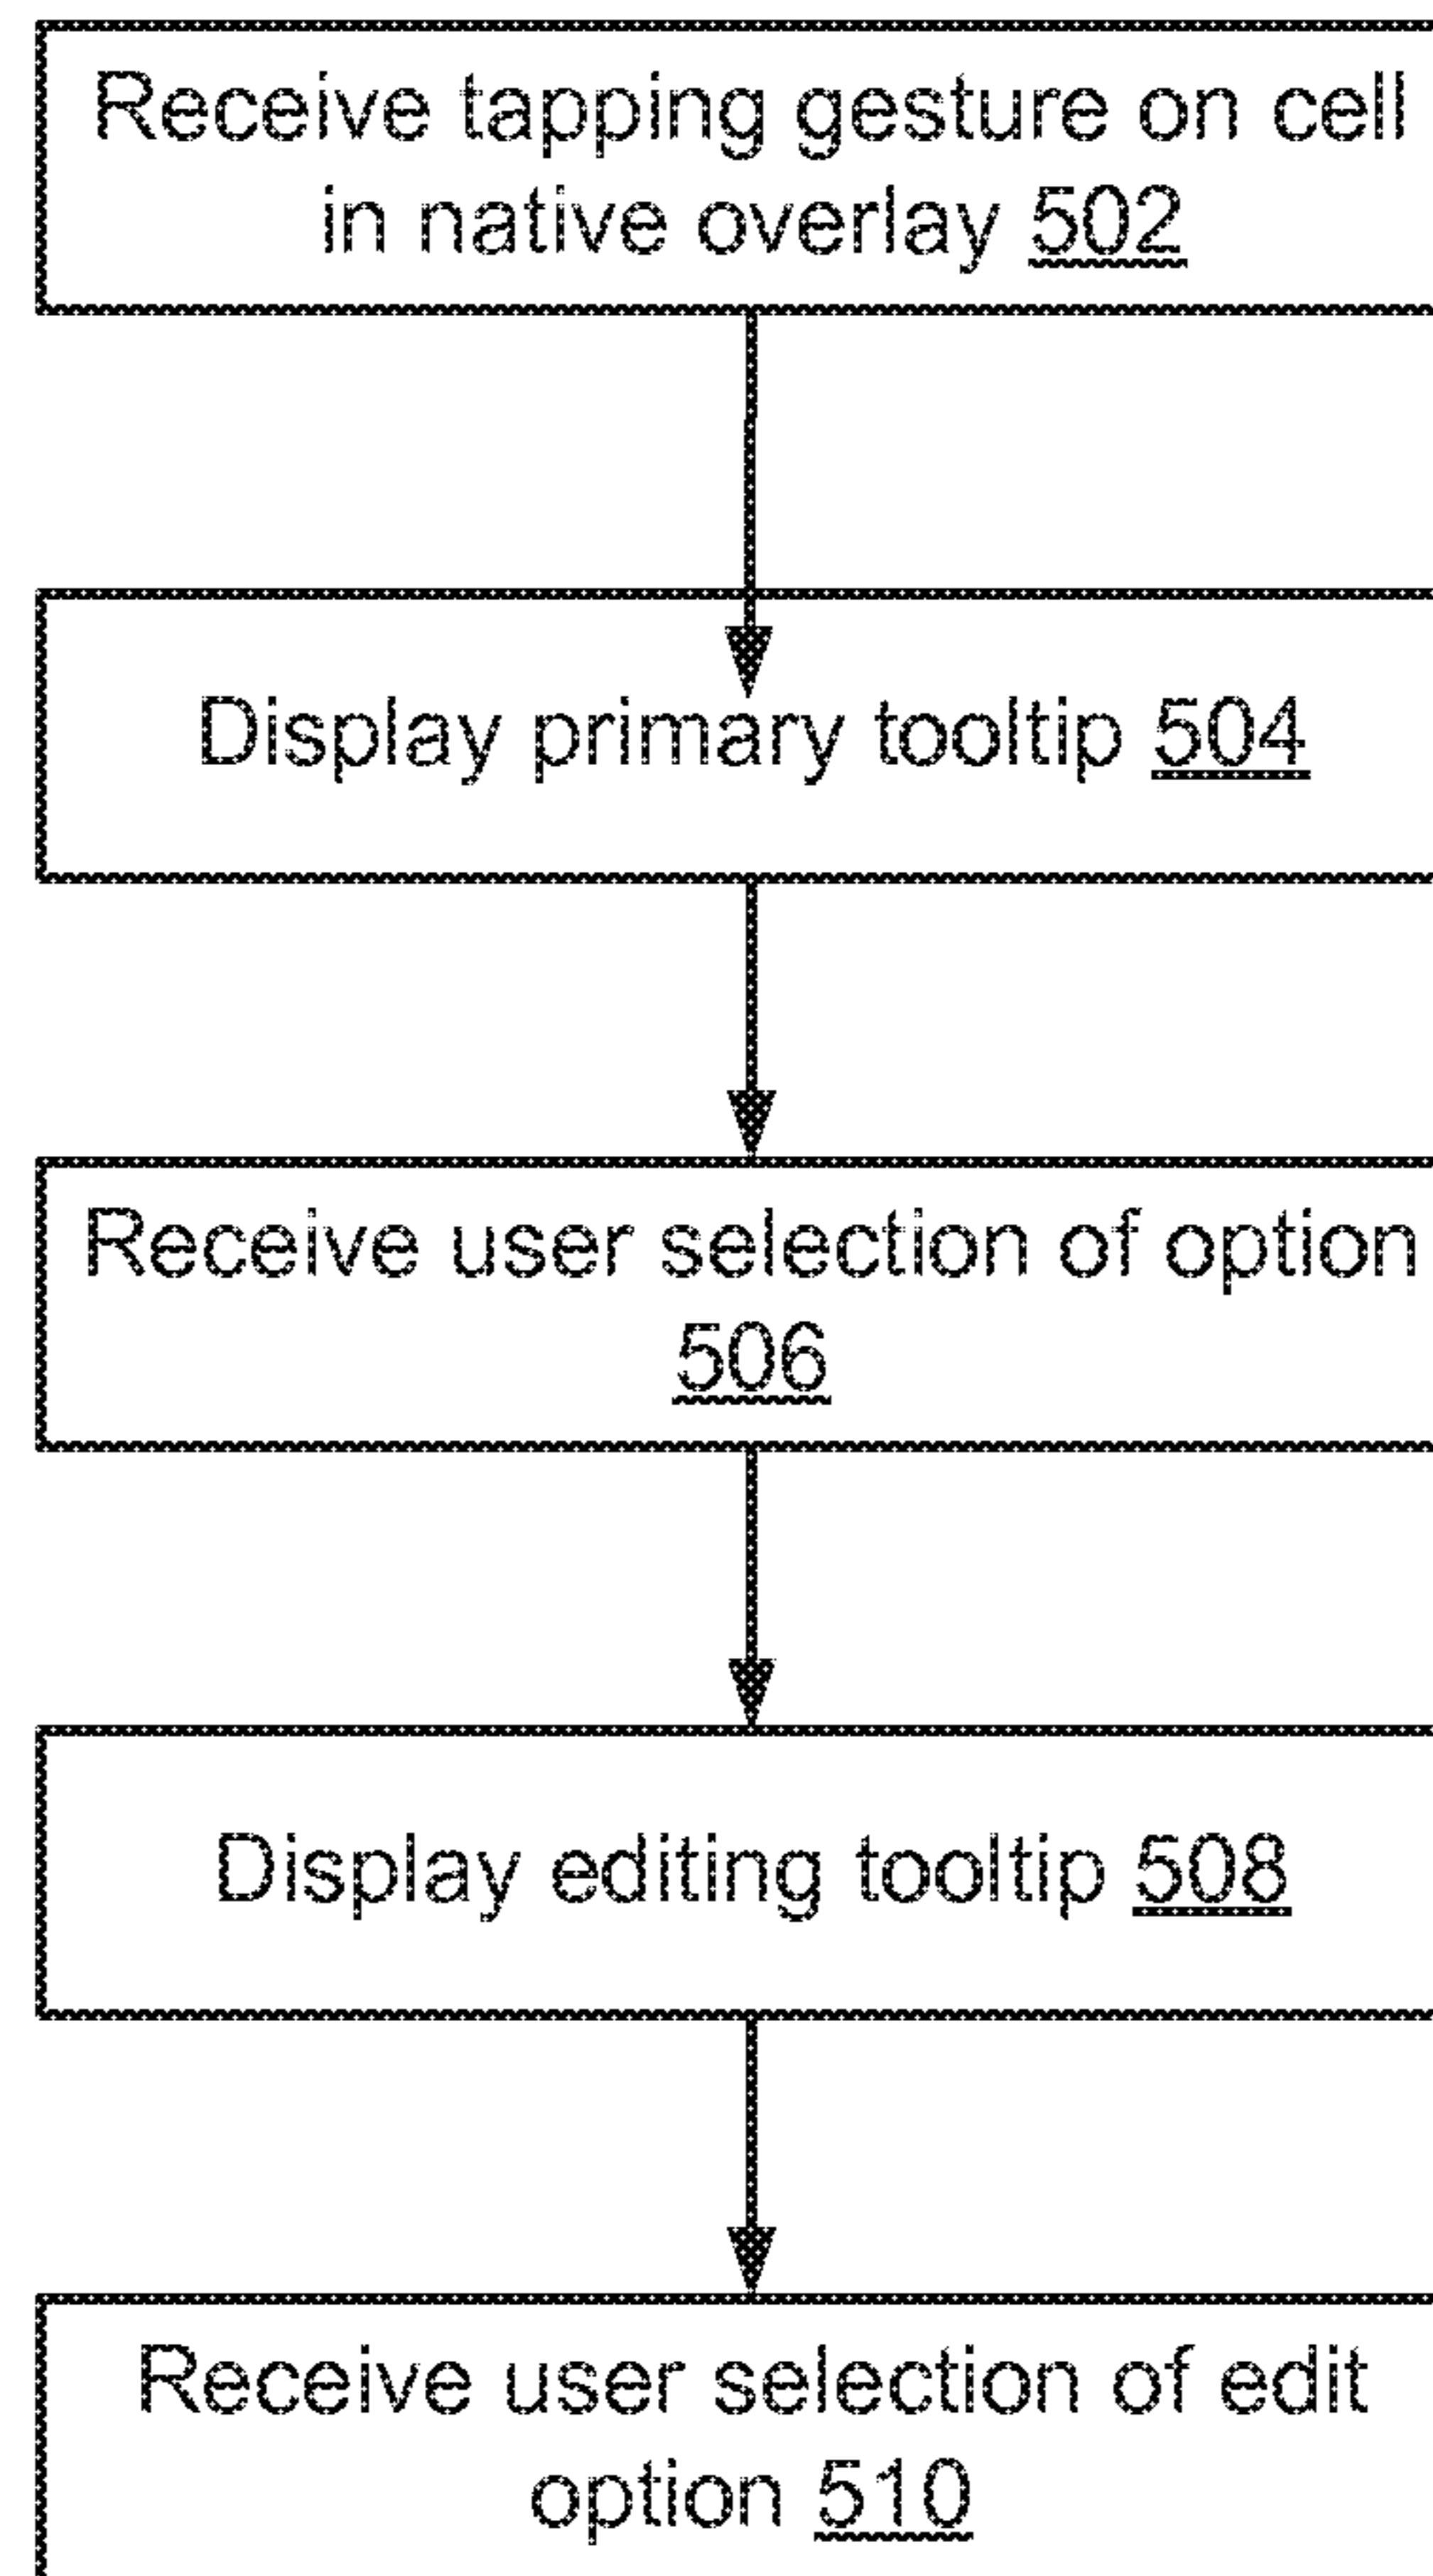 Receive tapping gesture on cell
in native overlay 502
Display primary tooltip 504
Receive user selection of option
506
Display editing tooltip 508
Receive user selection of edit
option 510